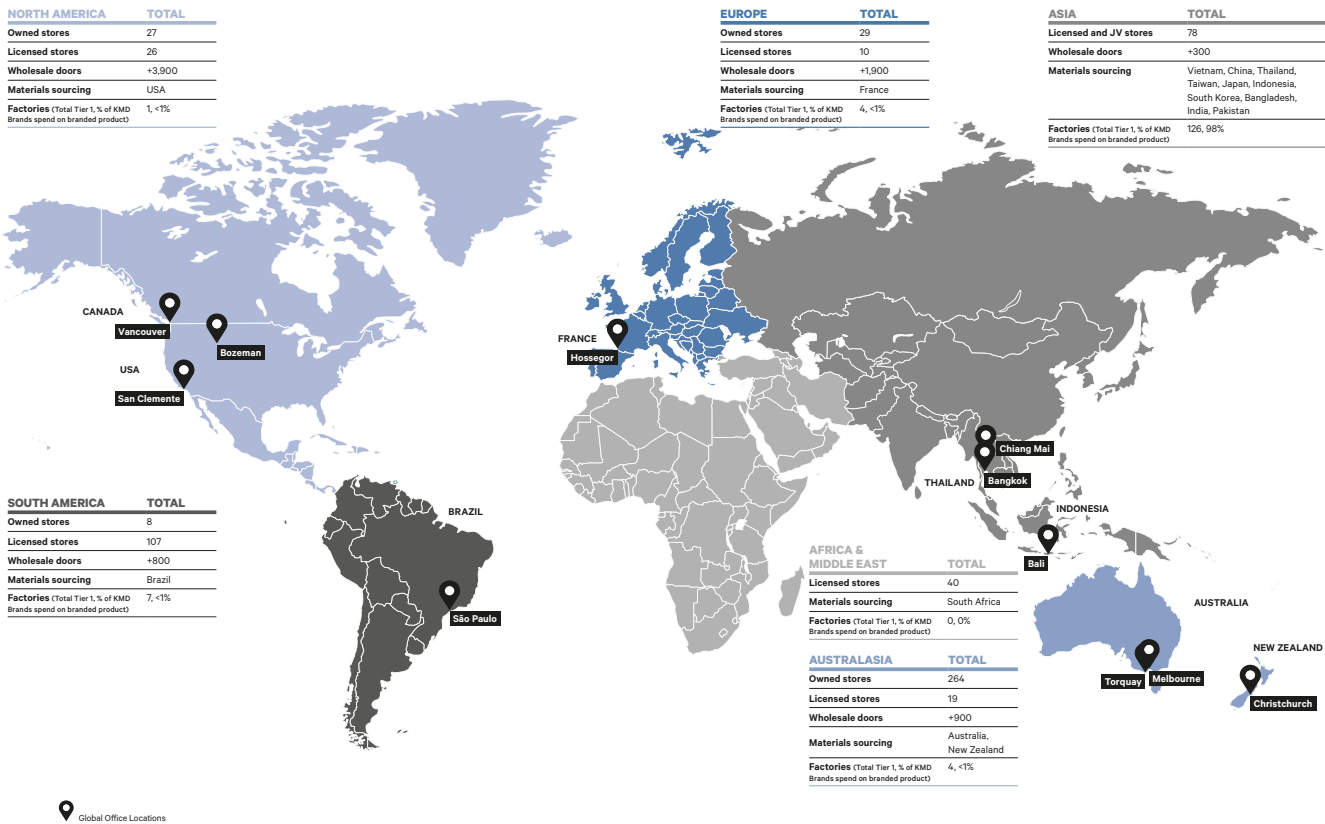 NORTH AMERICA TOTAL
Owned stores 27
Licensed stores 26
Wholesale doors +3,900
Materials sourcing USA
Factories (Total Tier 1, % of KMD 1, <1%
Brands spend on branded product)
EUROPE TOTAL
Owned stores 29
Licensed stores 10
Wholesale doors +1,900
Materials sourcing France
Factories (Total Tier 1, % of KMD 4, <1%
Brands spend on branded product)
ASIA TOTAL
Licensed and JV stores 78
Wholesale doors +300
Materials sourcing Vietnam, China, Thailand,
Taiwan, Japan, Indonesia,
South Korea, Bangladesh,
India, Pakistan
Factories (Total Tier 1, % of KMD 126, 98%
Brands spend on branded product)
CANADA
Vancouver
Bozeman
USA
San Clemente
FRANCE
Hossegor
Chiang Mai
THAILAND
Bangkok
INDONESIA
Bali
SOUTH AMERICA TOTAL
Owned stores 8
Licensed stores 107
Wholesale doors +800
Materials sourcing Brazil
Factories (Total Tier 1, % of KMD 7, <1%
Brands spend on branded product)
BRAZIL
São Paulo
AFRICA &
MIDDLE EAST TOTAL
Licensed stores 40
Materials sourcing South Africa
Factories (Total Tier 1, % of KMD 0, 0%
Brands spend on branded product)
AUSTRALASIA TOTAL
Owned stores 264
Licensed stores 19
Wholesale doors +900
Materials sourcing Australia,
New Zealand
Factories (Total Tier 1, % of KMD 4, <1%
Brands spend on branded product)
AUSTRALIA
Torquay
Melbourne
NEW ZEALAND
Christchurch
Global Office Locations